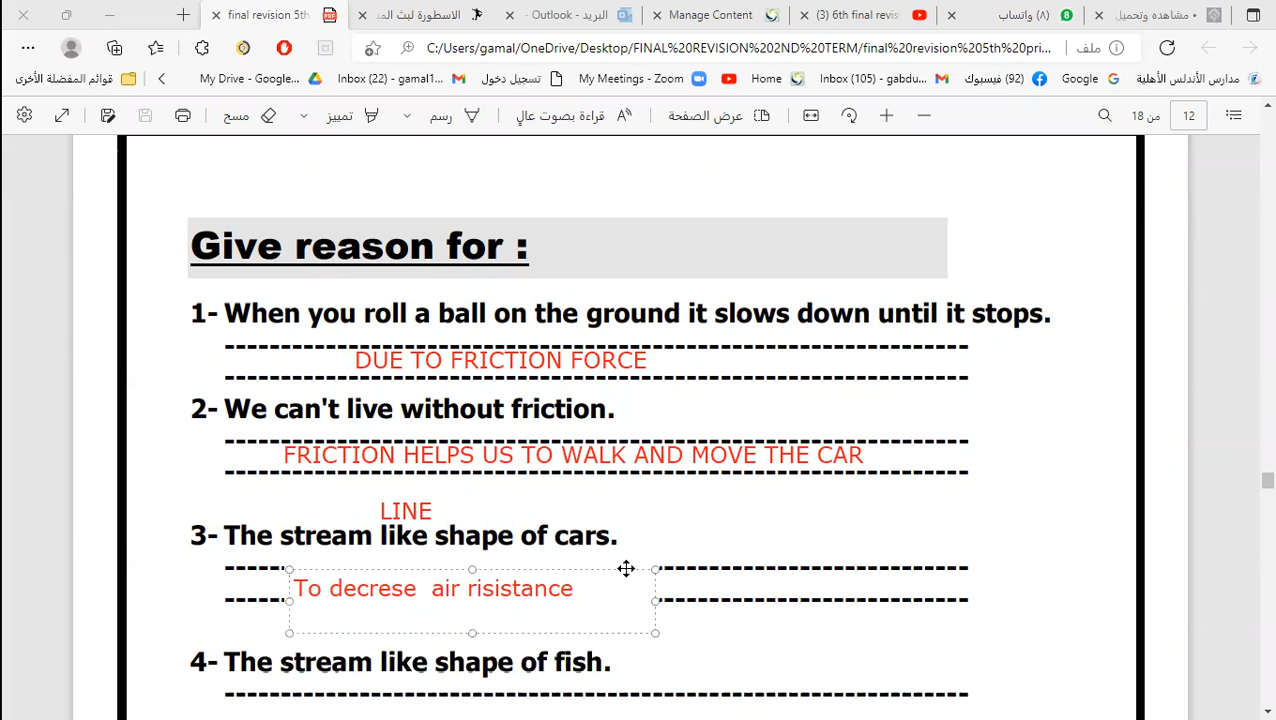 final revision 5th
الاسطورة لبث المد
البريد - Outlook
Manage Content
(3) 6th final revis
(٨) واتساب
مشاهده وتحميل •
C:/Users/gamal/OneDrive/Desktop/FINAL%20REVISION%20END%20TERM/final%20revision%205th%20pri...
ملف
قوائم المفضلة الأخرى
My Drive - Google...
Inbox (22) - gamal1...
تسجيل دخول
My Meetings - Zoom
Home
Inbox (105) - gabdu...
(62) فيسبوك
Google
مدارس الأندلس الأهلية
مسح
تمييز
رسم
قراءة بصوت عالٍ
عرض الصفحة
من 18
12
Give reason for :
1- When you roll a ball on the ground it slows down until it stops.
DUE TO FRICTION FORCE
2- We can't live without friction.
FRICTION HELPS US TO WALK AND MOVE THE CAR
LINE
3- The stream like shape of cars.
To decrese air risistance
4- The stream like shape of fish.